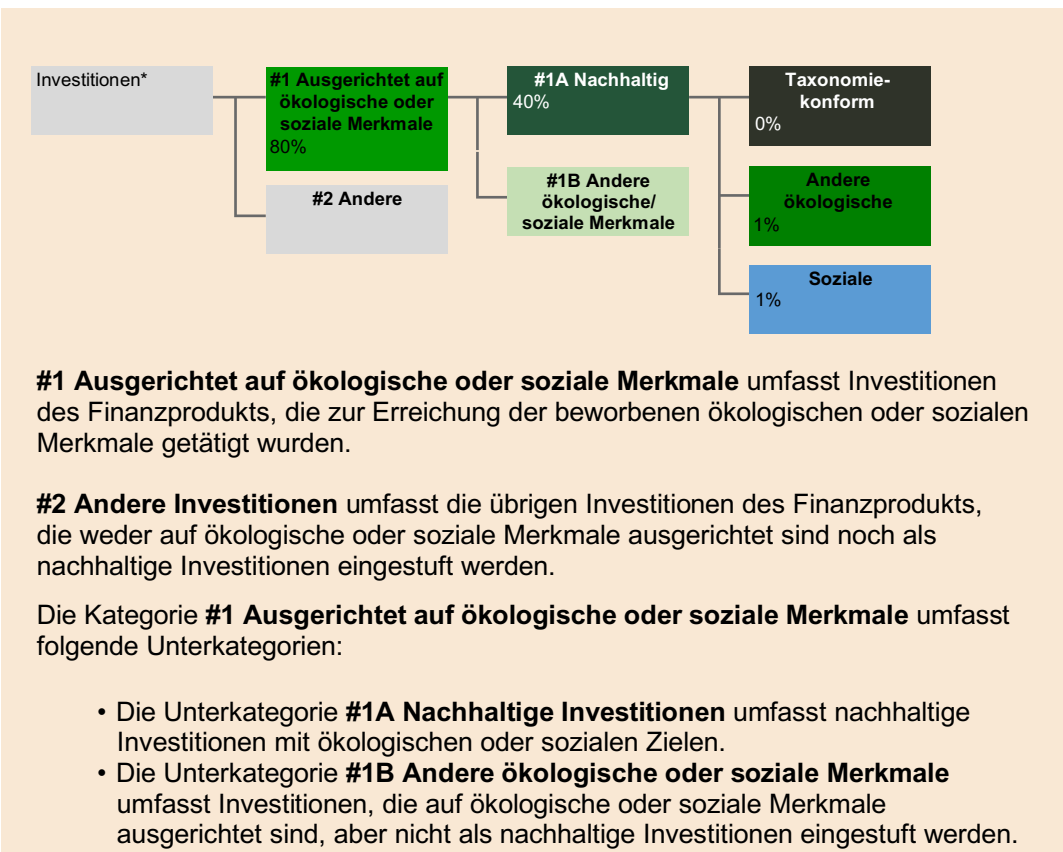 Investitionen*
#1 Ausgerichtet auf
ökologische oder
soziale Merkmale
80%
#2 Andere
#1A Nachhaltig
40%
#1B Andere
ökologische/
soziale Merkmale
Taxonomie-
konform
0%
Andere
ökologische
1%
Soziale
1%
#1 Ausgerichtet auf ökologische oder soziale Merkmale umfasst Investitionen
des Finanzprodukts, die zur Erreichung der beworbenen ökologischen oder sozialen
Merkmale getätigt wurden.
#2 Andere Investitionen umfasst die übrigen Investitionen des Finanzprodukts,
die weder auf ökologische oder soziale Merkmale ausgerichtet sind noch als
nachhaltige Investitionen eingestuft werden.
Die Kategorie #1 Ausgerichtet auf ökologische oder soziale Merkmale umfasst
folgende Unterkategorien:
• Die Unterkategorie #1A Nachhaltige Investitionen umfasst nachhaltige
Investitionen mit ökologischen oder sozialen Zielen.
• Die Unterkategorie #1B Andere ökologische oder soziale Merkmale
umfasst Investitionen, die auf ökologische oder soziale Merkmale
ausgerichtet sind, aber nicht als nachhaltige Investitionen eingestuft werden.